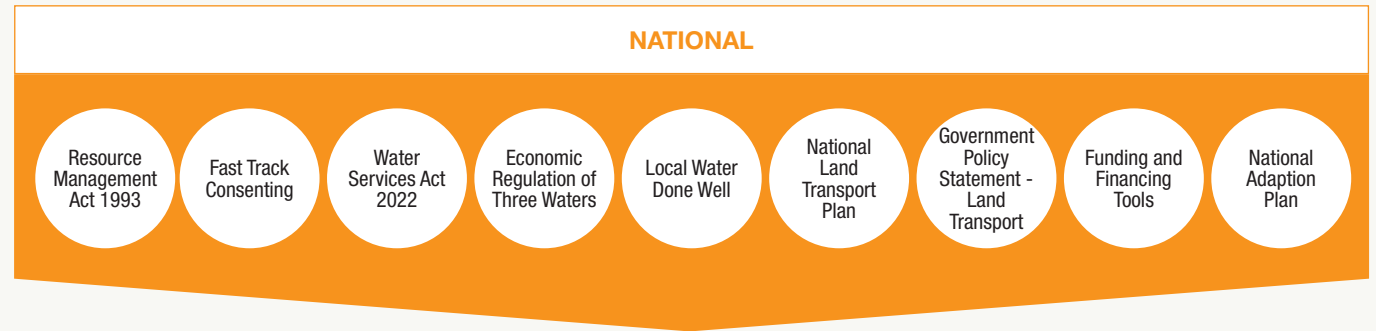 NATIONAL
Resource
Management
Act 1993
Fast Track
Consenting
Water
Services Act
2022
Economic
Regulation of
Three Waters
Local Water
Done Well
National
Land
Transport
Plan
Government
Policy
Statement -
Land
Transport
Funding and
Financing
Tools
National
Adaption
Plan